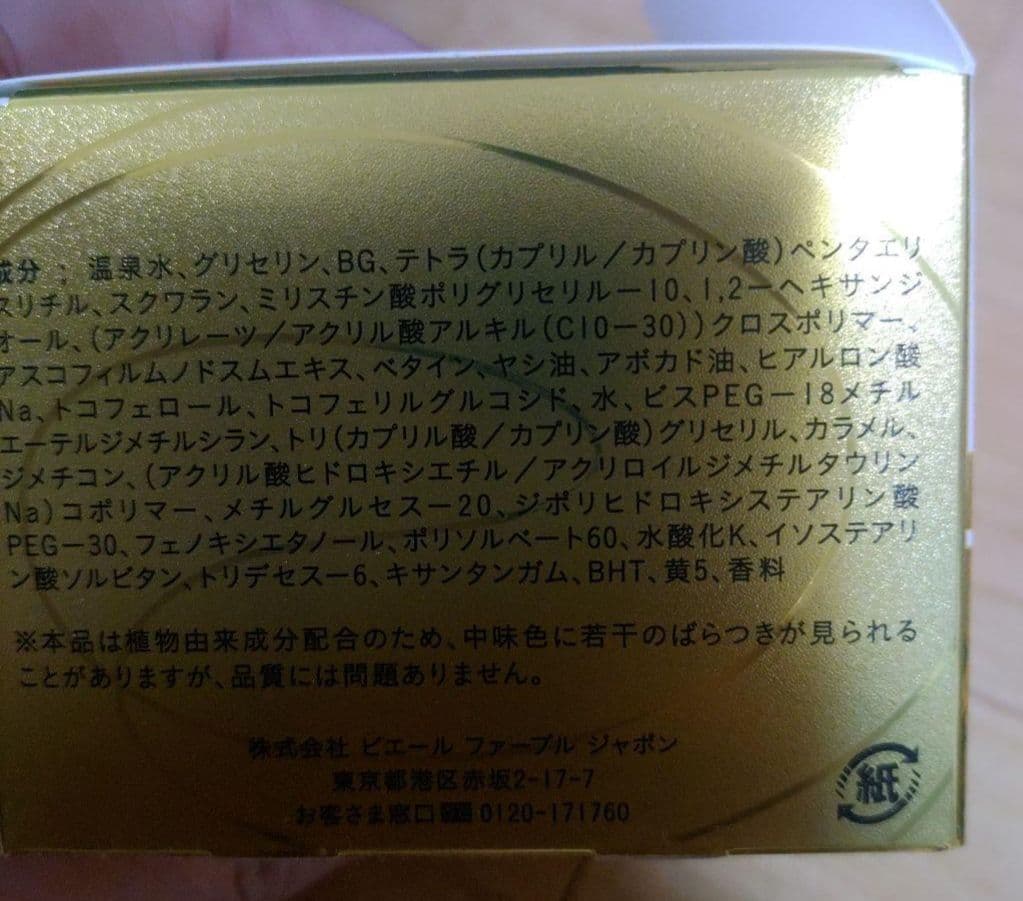 成分 ; 温泉水、グリセリン、BG、テトラ(カプリル/カプリン酸)ペンタエリ
スリチル、スクワラン、ミリスチン酸ポリグリセリル-10、1,2-ヘキサンジ
オール、(アクリレーツ/アクリル酸アルキル(C10-30))クロスポリマー、
アスコフィルムノドスムエキス、ベタイン、ヤシ油、アボカド油、ヒアルロン酸
Na、トコフェロール、トコフェリルグルコシド、水、ビスPEG-18メチル
エーテルジメチルシラン、トリ(カプリル酸/カプリン酸)グリセリル、カラメル、
ジメチコン、(アクリル酸ヒドロキシエチル/アクリロイルジメチルタウリン
Na)コポリマー、メチルグルセス-20、ジポリヒドロキシステアリン酸
PEG-30、フェノキシエタノール、ポリソルベート60、水酸化K、イソステアリ
ン酸ソルビタン、トリデセス-6、キサンタンガム、BHT、黄5、香料
※本品は植物由来成分配合のため、中味色に若干のばらつきが見られる
ことがありますが、品質には問題ありません。
株式会社 ピエール ファーブル ジャポン
東京都港区赤坂2-17-7
お客さま窓口 0120-171760
紙